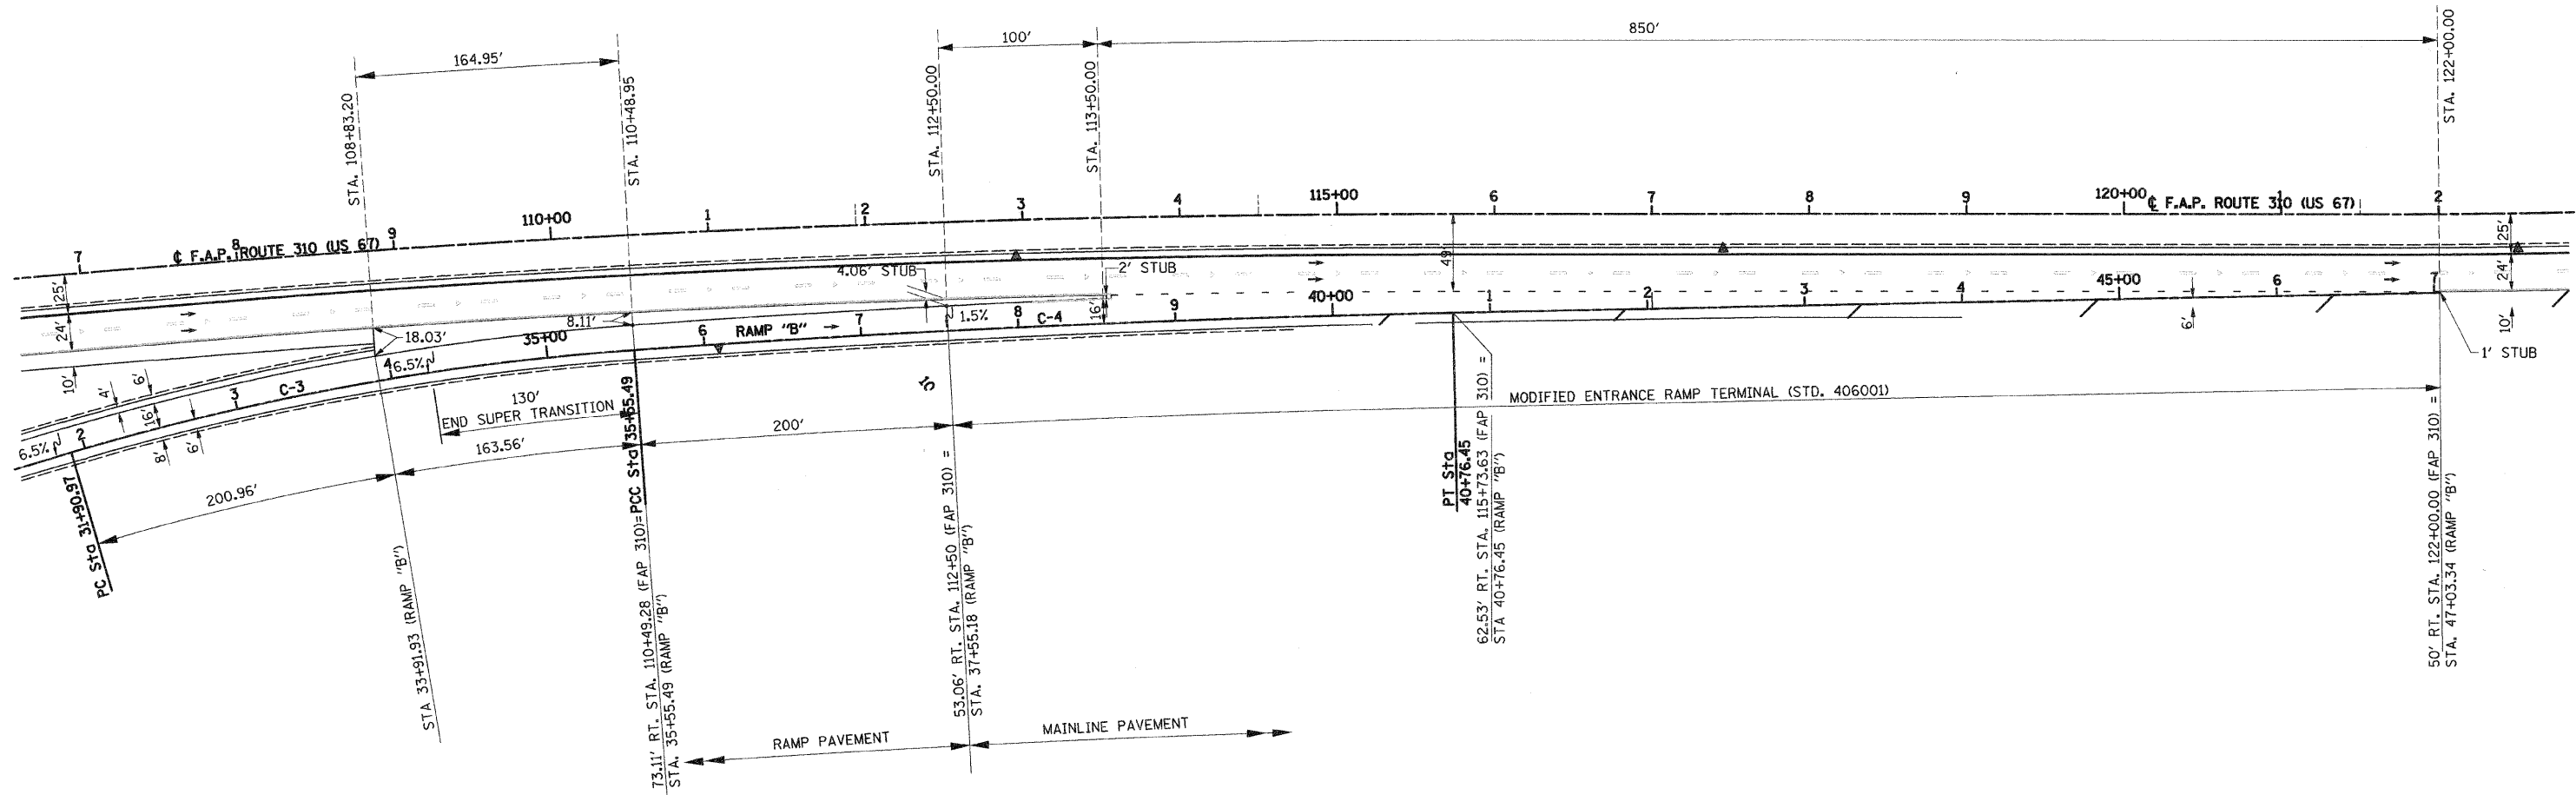 164.95'
100'
850'
STA. 108+83.20
STA. 110+48.95
STA. 112+50.00
STA. 113+50.00
STA. 122+00.00
7
8
9
110+00
1
2
3
4
115+00
6
7
8
9
120+00
1
2
℄ F.A.P. ROUTE 310 (US 67)
℄ F.A.P. ROUTE 310 (US 67)
25'
24'
10'
4.06' STUB
2' STUB
49'
25'
24'
10'
6'
1' STUB
18.03'
8.11'
1.5%
16'
2
3
4
35+00
6
7
8
9
40+00
1
2
3
4
45+00
6
7
RAMP "B"
C-3
C-4
6.5%
6.5%
4'
6'
16'
8'
6'
130'
END SUPER TRANSITION
163.56'
200'
200.96'
MODIFIED ENTRANCE RAMP TERMINAL (STD. 406001)
PC Sta 31+90.97
STA 33+91.93 (RAMP "B")
73.11' RT. STA. 110+49.28 (FAP 310)=PCC Sta 35+55.49
STA. 35+55.49 (RAMP "B")
53.06' RT. STA. 112+50 (FAP 310) =
STA. 37+55.18 (RAMP "B")
PT Sta
40+76.45
62.53' RT. STA. 115+73.63 (FAP 310) =
STA 40+76.45 (RAMP "B")
50' RT. STA. 122+00.00 (FAP 310) =
STA. 47+03.34 (RAMP "B")
RAMP PAVEMENT
MAINLINE PAVEMENT